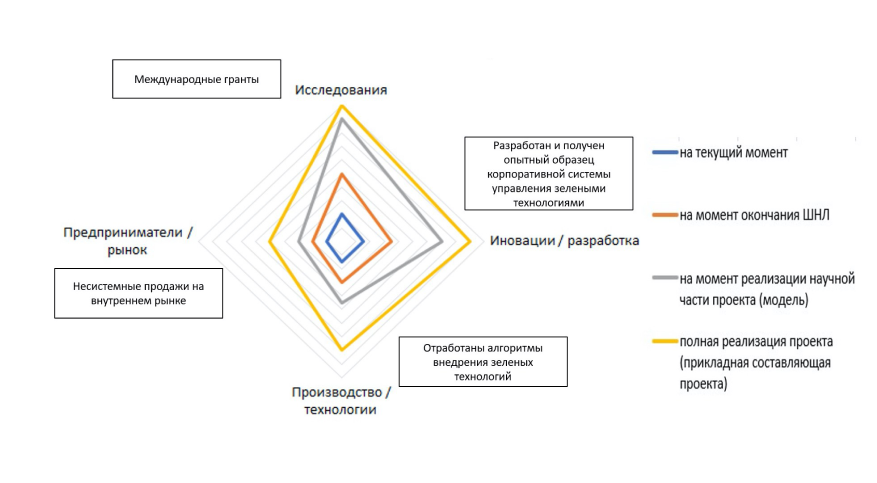 Международные гранты
Исследования
Разработан и получен
опытный образец
корпоративной системы
управления зелеными
технологиями
на текущий момент
на момент окончания ШНЛ
Предприниматели /
рынок
Иновации / разработка
Несистемные продажи на
внутреннем рынке
на момент реализации научной
части проекта (модель)
Отработаны алгоритмы
внедрения зеленых
технологий
полная реализация проекта
(прикладная составляющая
проекта)
Производство /
технологии